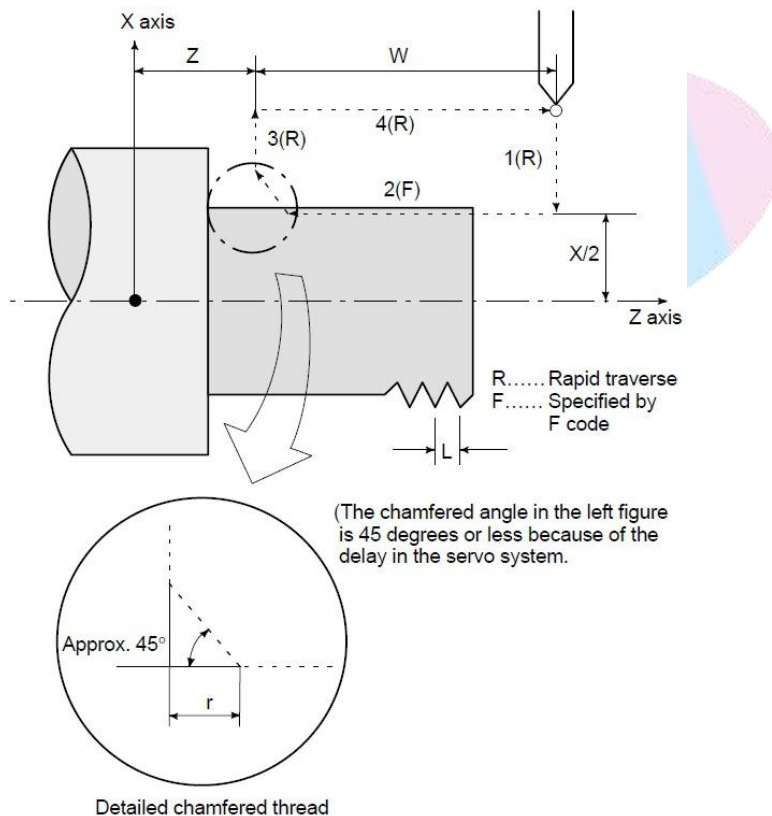 X axis
Z
W
4(R)
3(R)
1(R)
2(F)
X/2
Z axis
R...... Rapid traverse
F...... Specified by
F code
L
(The chamfered angle in the left figure
is 45 degrees or less because of the
delay in the servo system.
Approx. 45°
r
Detailed chamfered thread